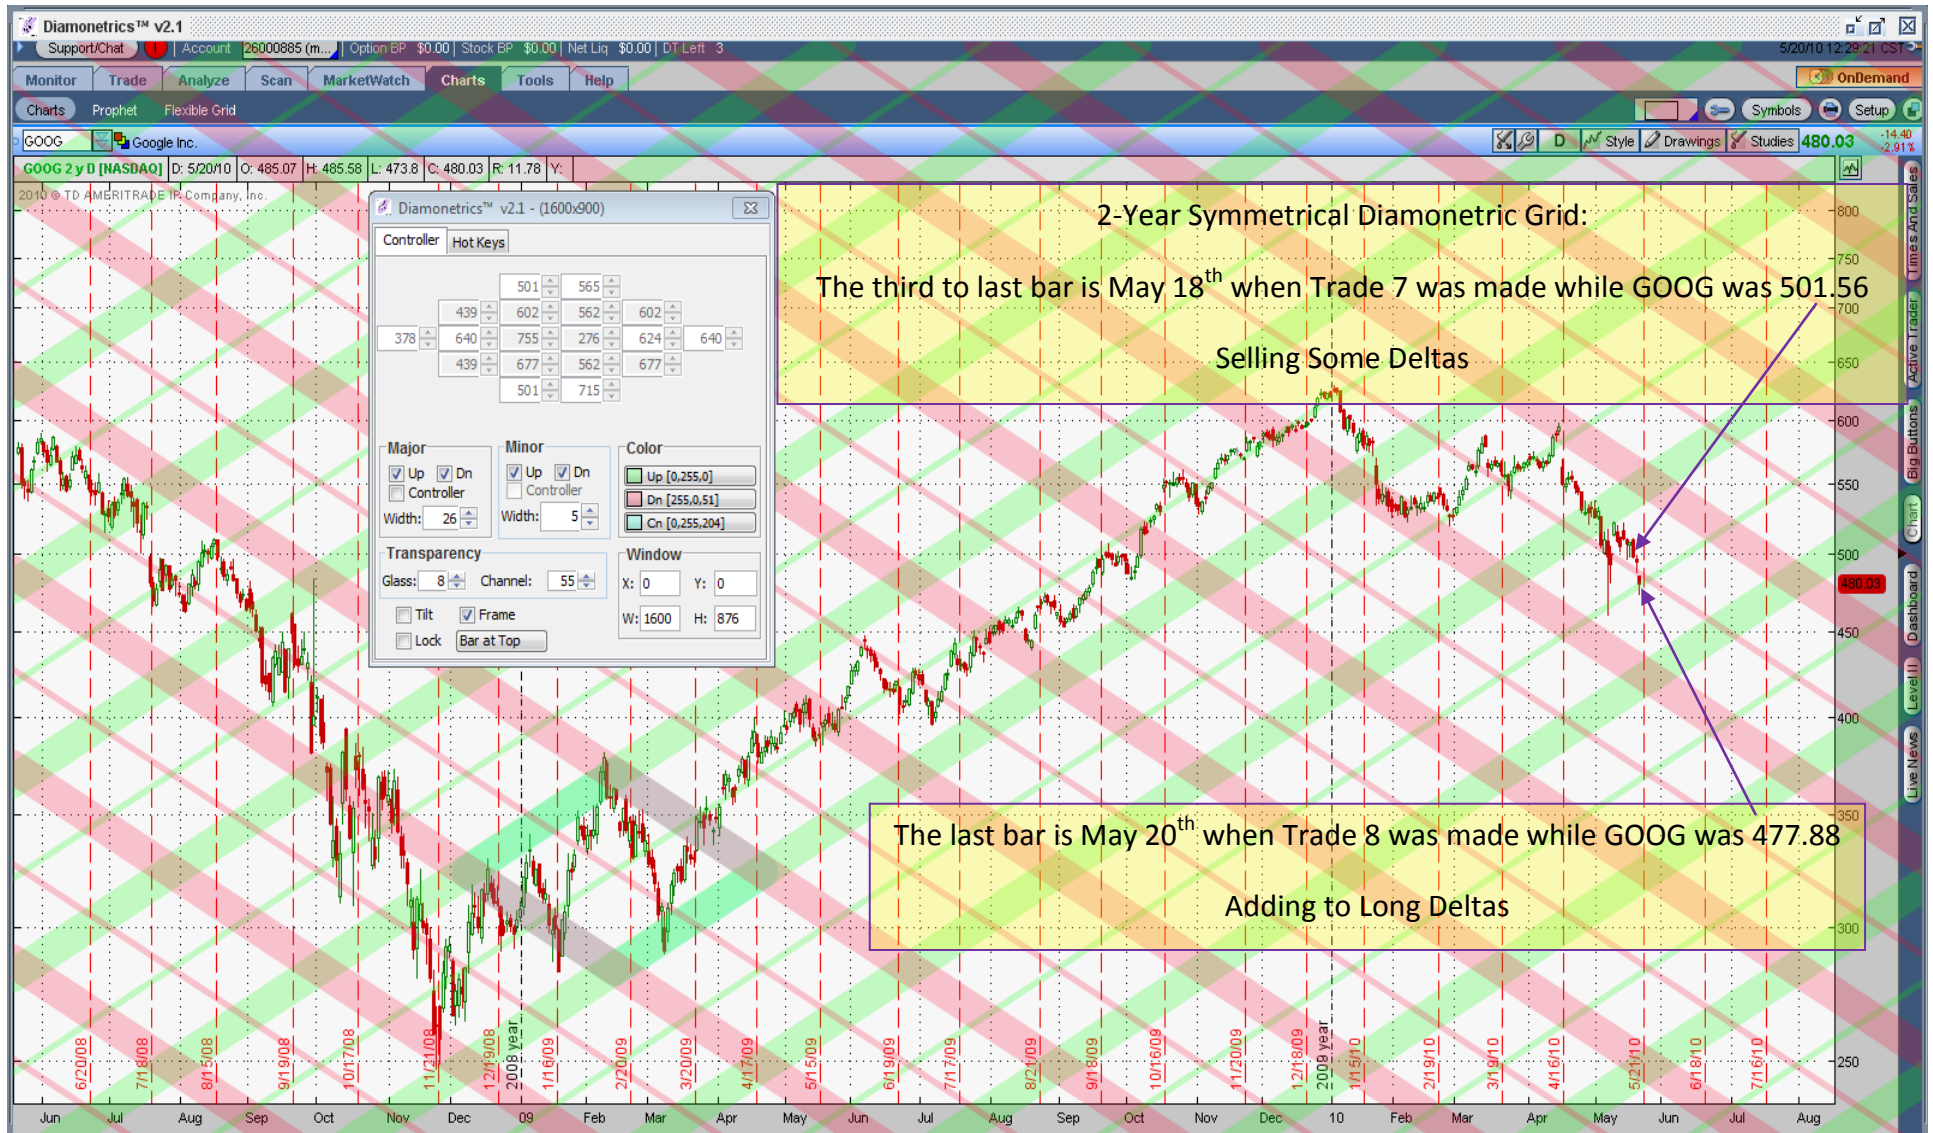 Diamonetrics™ v2.1
Support/Chat ! Account 26000885 (m... Option BP $0.00 Stock BP $0.00 Net Liq $0.00 DT Left 3 5/20/10 12:29:21 CST
Monitor Trade Analyze Scan MarketWatch Charts Tools Help OnDemand
Charts Prophet Flexible Grid Symbols Setup
GOOG Google Inc. D Style Drawings Studies 480.03 -14.40
-2.91%
GOOG 2 y D [NASDAQ] D: 5/20/10 O: 485.07 H: 485.58 L: 473.8 C: 480.03 R: 11.78 Y:
2010 © TD AMERITRADE IP Company, Inc.
Diamonetrics™ v2.1 - (1600x900)
Controller Hot Keys
501 565
439 602 562 602
378 640 755 276 624 640
439 677 562 677
501 715
Major Minor Color
Up Dn Up Dn Up [0,255,0]
Controller Controller Dn [255,0,51]
Width: 26 Width: 5 Cn [0,255,204]
Transparency Window
Glass: 8 Channel: 55 X: 0 Y: 0
Tilt Frame W: 1600 H: 876
Lock Bar at Top
2-Year Symmetrical Diamonetric Grid:
The third to last bar is May 18th when Trade 7 was made while GOOG was 501.56
Selling Some Deltas
The last bar is May 20th when Trade 8 was made while GOOG was 477.88
Adding to Long Deltas
800
750
700
650
600
550
500
480.03
450
400
350
300
250
Times And Sales
Active Trader
Big Buttons
Chart
Dashboard
Level II
Live News
6/20/08 7/18/08 8/15/08 9/19/08 10/17/08 11/21/08 12/19/08 2008 year 1/16/09 2/20/09 3/20/09 4/17/09 5/15/09 6/19/09 7/17/09 8/21/09 9/18/09 10/16/09 11/20/09 12/18/09 2009 year 1/15/10 2/19/10 3/19/10 4/16/10 5/21/10 6/18/10 7/16/10
Jun Jul Aug Sep Oct Nov Dec 09 Feb Mar Apr May Jun Jul Aug Sep Oct Nov Dec 10 Feb Mar Apr May Jun Jul Aug